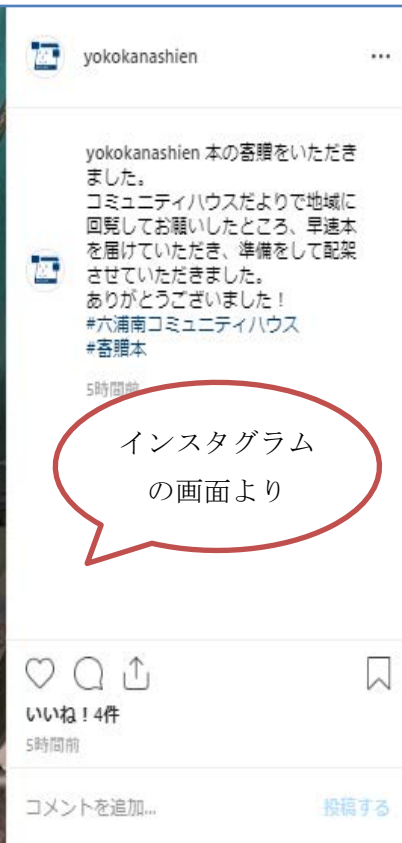 yokokanashien
yokokanashien 本の寄贈をいただき
ました。
コミュニティハウスだよりで地域に
回覧してお願いしたところ、早速本
を届けていただき、準備をして配架
させていただきました。
ありがとうございました！
#六浦南コミュニティハウス
#寄贈本
5時間前
インスタグラム
の画面より
いいね！4件
5時間前
コメントを追加...
投稿する